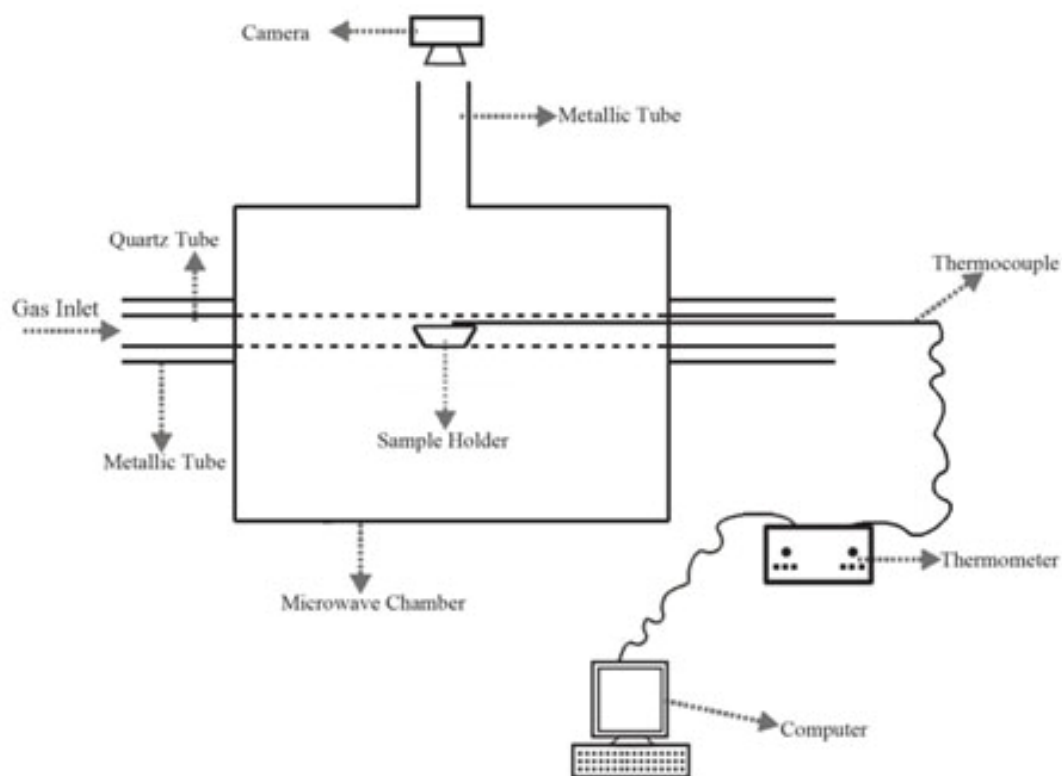 Camera
Metallic Tube
Quartz Tube
Thermocouple
Gas Inlet
Sample Holder
Metallic Tube
Thermometer
Microwave Chamber
Computer